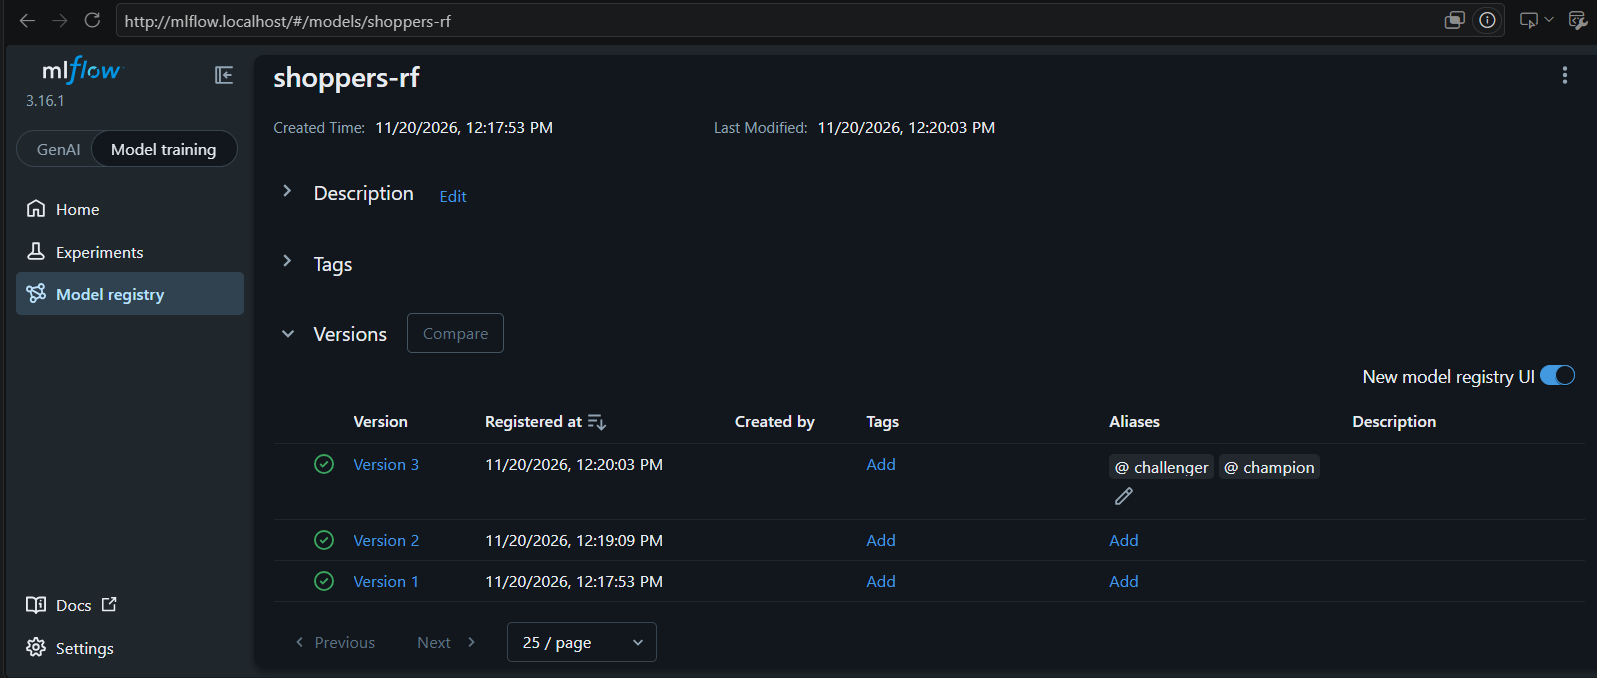 http://mlflow.localhost/#/models/shoppers-rf
mlflow
3.16.1
GenAI Model training
Home
Experiments
Model registry
Docs
Settings
shoppers-rf
Created Time: 11/20/2026, 12:17:53 PM Last Modified: 11/20/2026, 12:20:03 PM
Description Edit
Tags
Versions Compare
New model registry UI
Version Registered at Created by Tags Aliases Description
Version 3 11/20/2026, 12:20:03 PM Add @ challenger @ champion
Version 2 11/20/2026, 12:19:09 PM Add Add
Version 1 11/20/2026, 12:17:53 PM Add Add
Previous Next 25 / page